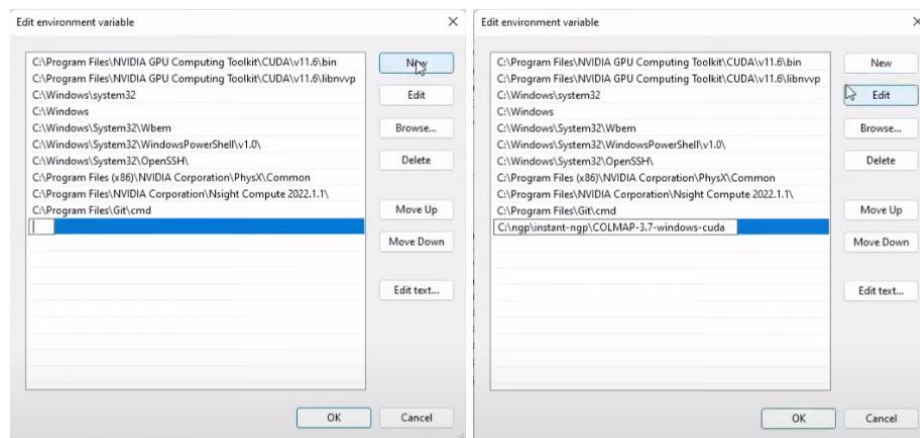 Edit environment variable
C:\Program Files\NVIDIA GPU Computing Toolkit\CUDA\v11.6\bin
C:\Program Files\NVIDIA GPU Computing Toolkit\CUDA\v11.6\libnvvp
C:\Windows\system32
C:\Windows
C:\Windows\System32\Wbem
C:\Windows\System32\WindowsPowerShell\v1.0\
C:\Windows\System32\OpenSSH\
C:\Program Files (x86)\NVIDIA Corporation\PhysX\Common
C:\Program Files\NVIDIA Corporation\Nsight Compute 2022.1.1\
C:\Program Files\Git\cmd
New
Edit
Browse...
Delete
Move Up
Move Down
Edit text...
OK
Cancel
Edit environment variable
C:\Program Files\NVIDIA GPU Computing Toolkit\CUDA\v11.6\bin
C:\Program Files\NVIDIA GPU Computing Toolkit\CUDA\v11.6\libnvvp
C:\Windows\system32
C:\Windows
C:\Windows\System32\Wbem
C:\Windows\System32\WindowsPowerShell\v1.0\
C:\Windows\System32\OpenSSH\
C:\Program Files (x86)\NVIDIA Corporation\PhysX\Common
C:\Program Files\NVIDIA Corporation\Nsight Compute 2022.1.1\
C:\Program Files\Git\cmd
C:\ngp\instant-ngp\COLMAP-3.7-windows-cuda
New
Edit
Browse...
Delete
Move Up
Move Down
Edit text...
OK
Cancel